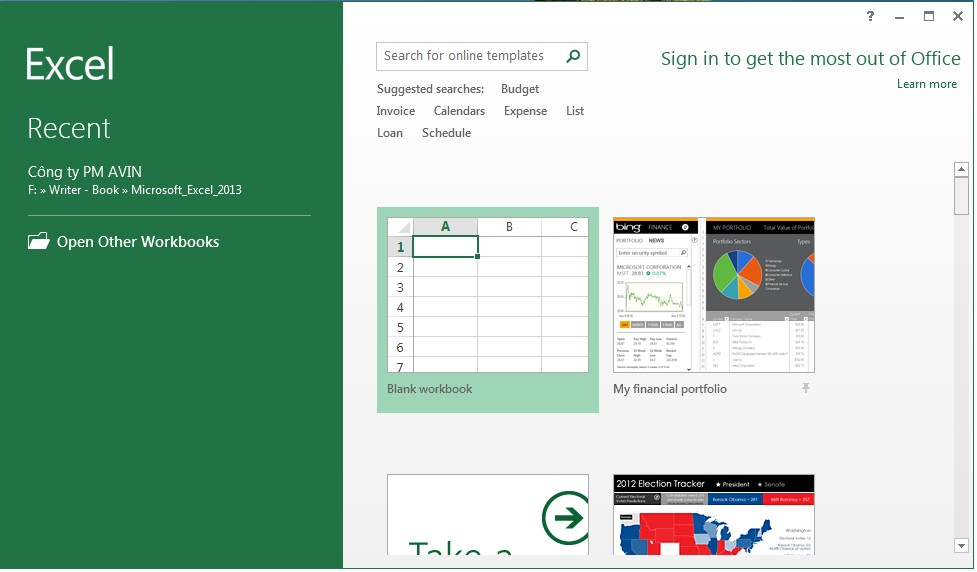 ?
Excel
Search for online templates
Sign in to get the most out of Office
Learn more
Suggested searches: Budget
Invoice Calendars Expense List
Loan Schedule
Recent
Công ty PM AVIN
F: » Writer - Book » Microsoft_Excel_2013
Open Other Workbooks
A B C
1
2
3
4
5
6
7
Blank workbook
bing FINANCE
PORTFOLIO NEWS
Enter security symbol
MICROSOFT CORPORATION
MSFT
MY PORTFOLIO Total Value of Portfol
Portfolio Sectors Types
My financial portfolio
Take a
2012 Election Tracker ★ President ★ Senate
Washington